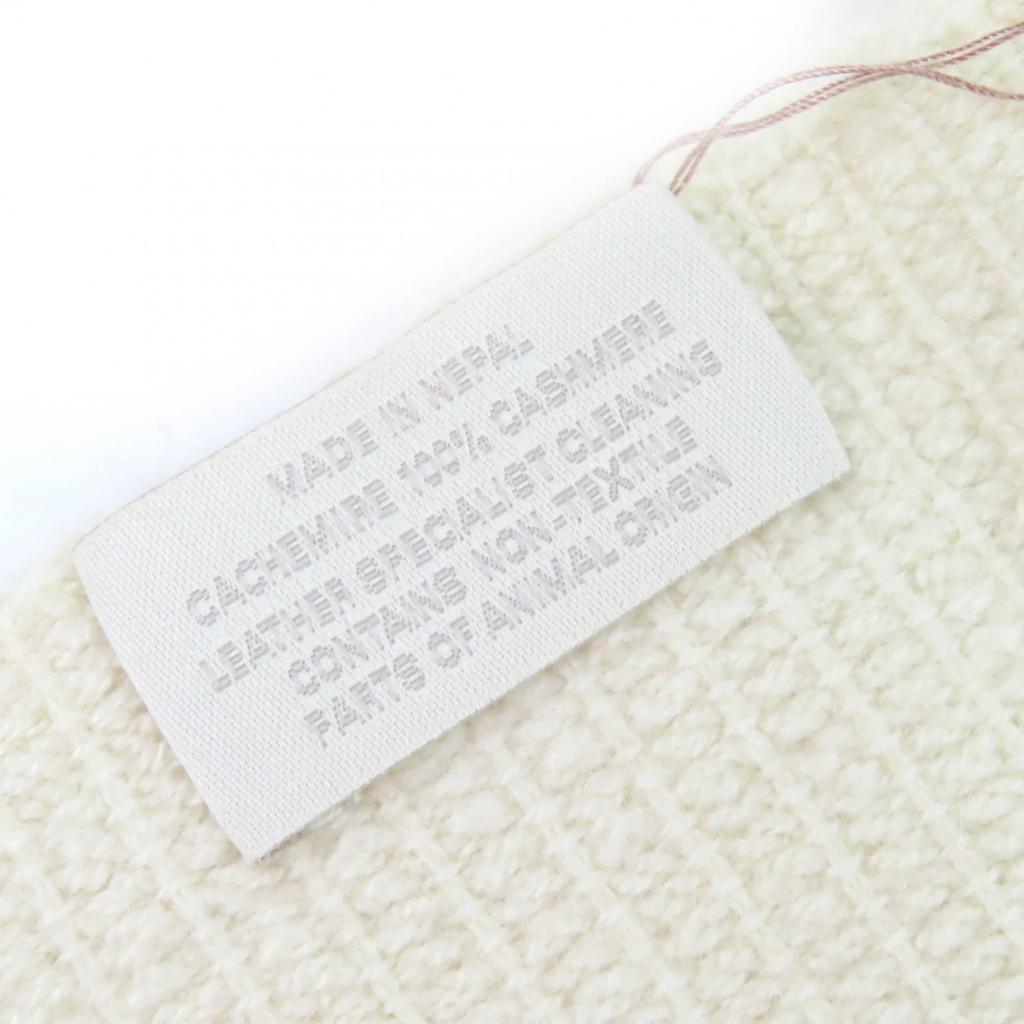 MADE IN NEPAL
CACHEMIRE 100% CASHMERE
LEATHER SPECIALIST CLEANING
CONTAINS NON-TEXTILE
PARTS OF ANIMAL ORIGIN